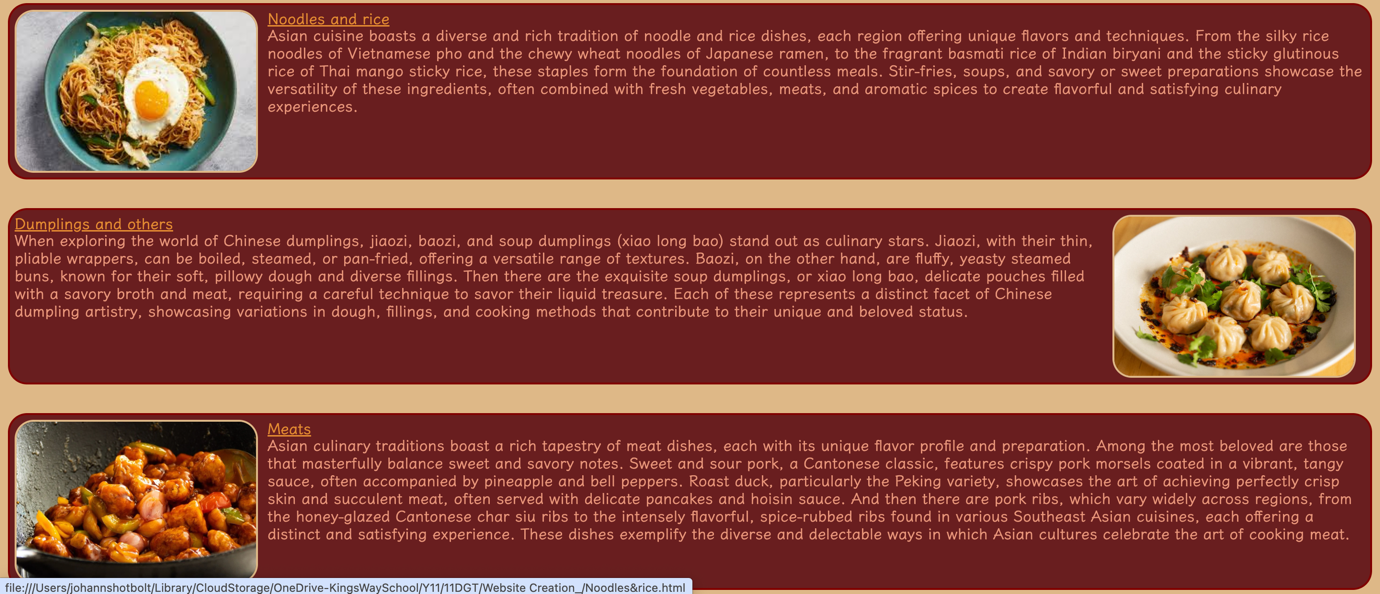 Noodles and rice
Asian cuisine boasts a diverse and rich tradition of noodle and rice dishes, each region offering unique flavors and techniques. From the silky rice
noodles of Vietnamese pho and the chewy wheat noodles of Japanese ramen, to the fragrant basmati rice of Indian biryani and the sticky glutinous
rice of Thai mango sticky rice, these staples form the foundation of countless meals. Stir-fries, soups, and savory or sweet preparations showcase the
versatility of these ingredients, often combined with fresh vegetables, meats, and aromatic spices to create flavorful and satisfying culinary
experiences.
Dumplings and others
When exploring the world of Chinese dumplings, jiaozi, baozi, and soup dumplings (xiao long bao) stand out as culinary stars. Jiaozi, with their thin,
pliable wrappers, can be boiled, steamed, or pan-fried, offering a versatile range of textures. Baozi, on the other hand, are fluffy, yeasty steamed
buns, known for their soft, pillowy dough and diverse fillings. Then there are the exquisite soup dumplings, or xiao long bao, delicate pouches filled
with a savory broth and meat, requiring a careful technique to savor their liquid treasure. Each of these represents a distinct facet of Chinese
dumpling artistry, showcasing variations in dough, fillings, and cooking methods that contribute to their unique and beloved status.
Meats
Asian culinary traditions boast a rich tapestry of meat dishes, each with its unique flavor profile and preparation. Among the most beloved are those
that masterfully balance sweet and savory notes. Sweet and sour pork, a Cantonese classic, features crispy pork morsels coated in a vibrant, tangy
sauce, often accompanied by pineapple and bell peppers. Roast duck, particularly the Peking variety, showcases the art of achieving perfectly crisp
skin and succulent meat, often served with delicate pancakes and hoisin sauce. And then there are pork ribs, which vary widely across regions, from
the honey-glazed Cantonese char siu ribs to the intensely flavorful, spice-rubbed ribs found in various Southeast Asian cuisines, each offering a
distinct and satisfying experience. These dishes exemplify the diverse and delectable ways in which Asian cultures celebrate the art of cooking meat.
file:///Users/johannshotbolt/Library/CloudStorage/OneDrive-KingsWaySchool/Y11/11DGT/Website Creation_/Noodles&rice.html